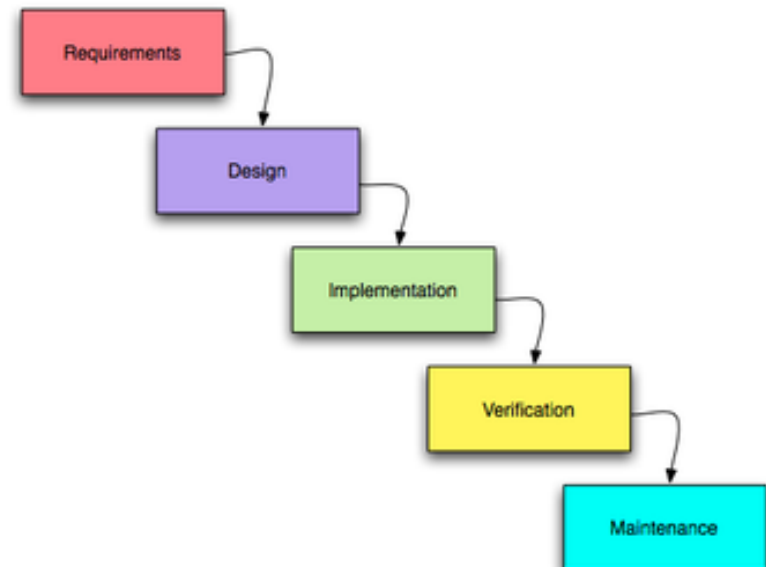 Requirements
Design
Implementation
Verification
Maintenance